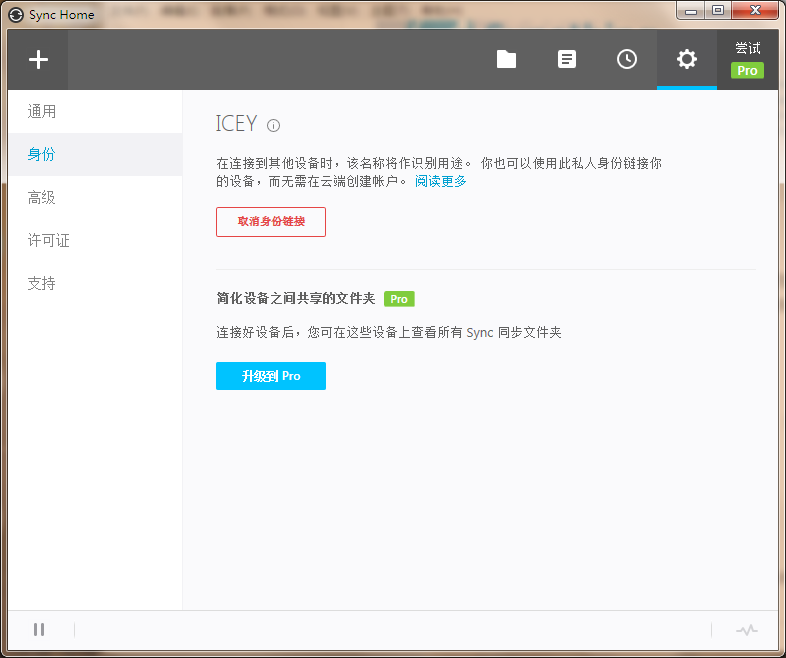 Sync Home
尝试
Pro
通用
身份
高级
许可证
支持
ICEY
在连接到其他设备时，该名称将作识别用途。 你也可以使用此私人身份链接你
的设备，而无需在云端创建帐户。 阅读更多
取消身份链接
简化设备之间共享的文件夹 Pro
连接好设备后，您可在这些设备上查看所有 Sync 同步文件夹
升级到 Pro